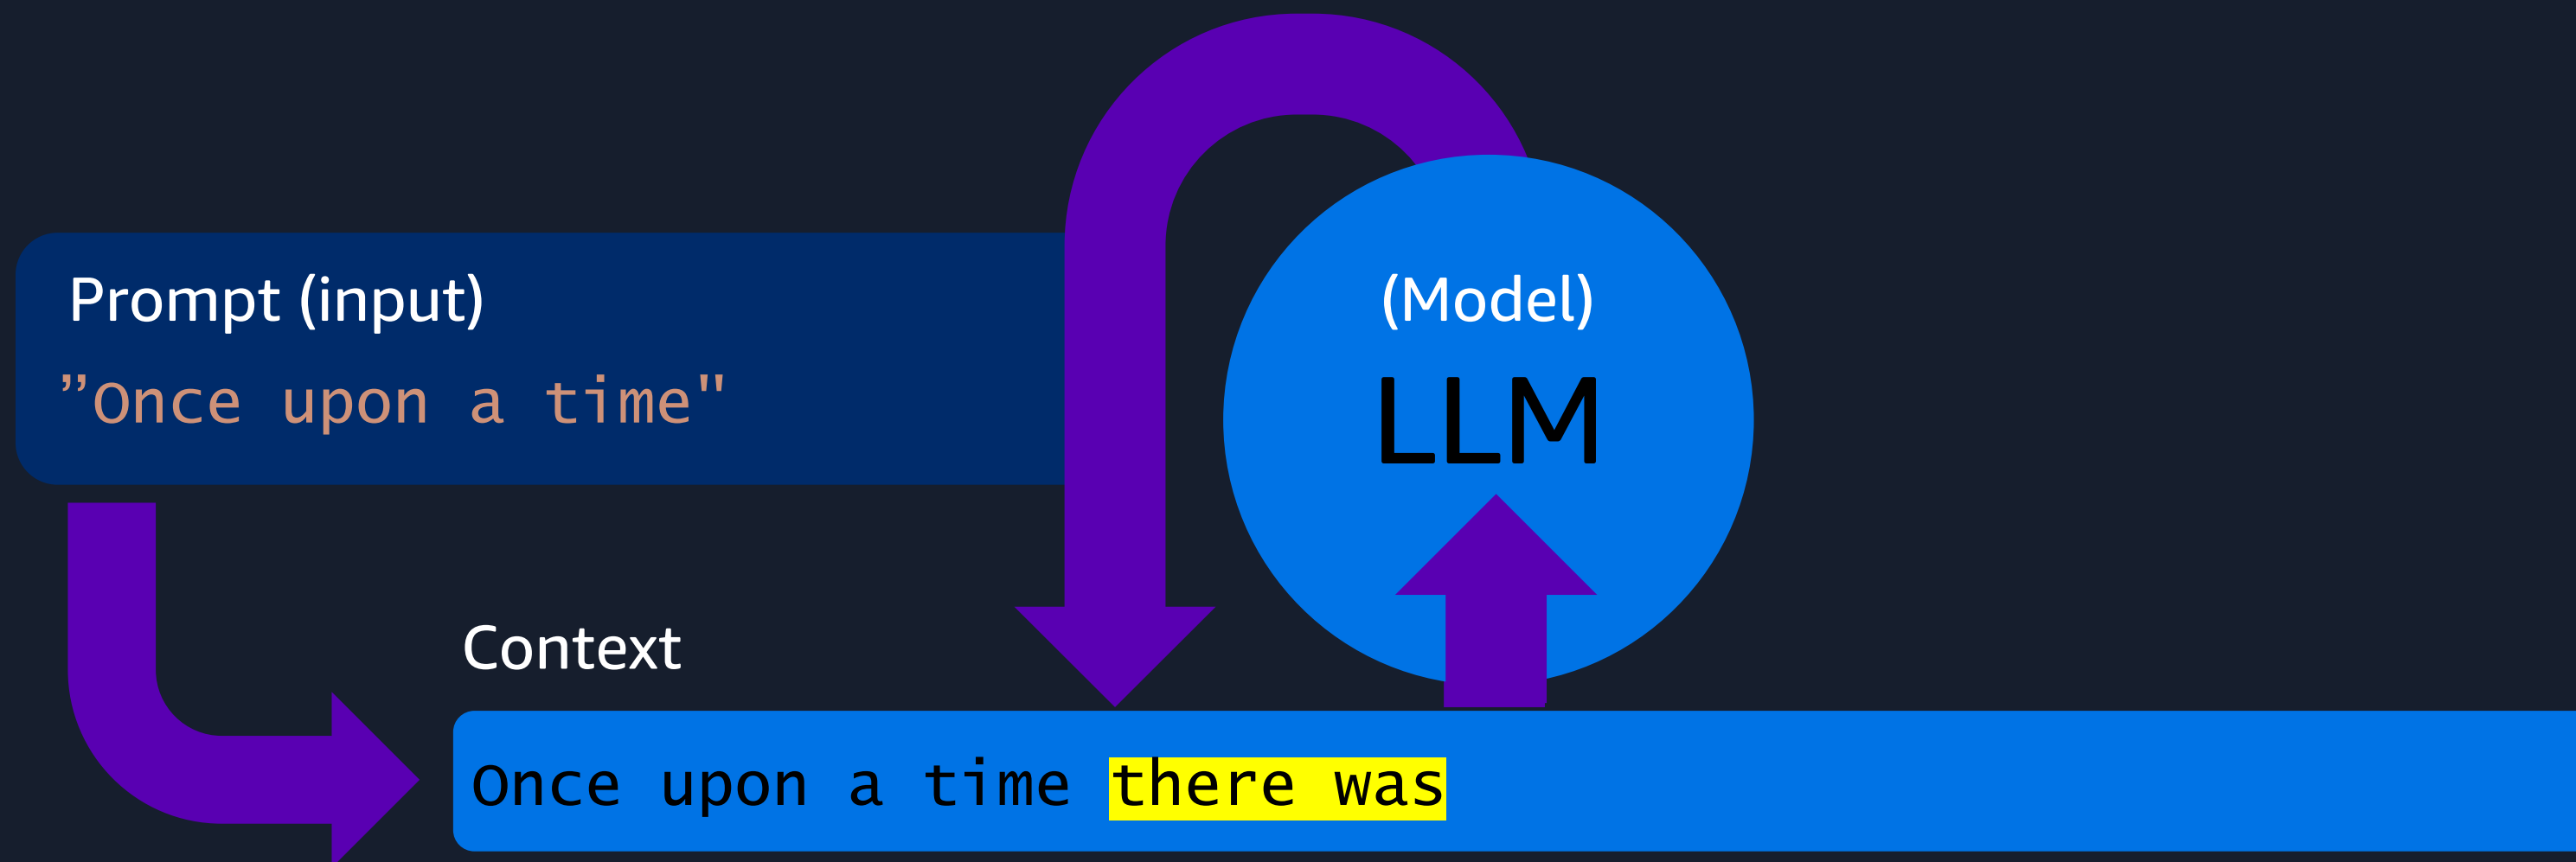 Prompt (input)
”Once upon a time"
(Model)
LLM
Context
Once upon a time there was